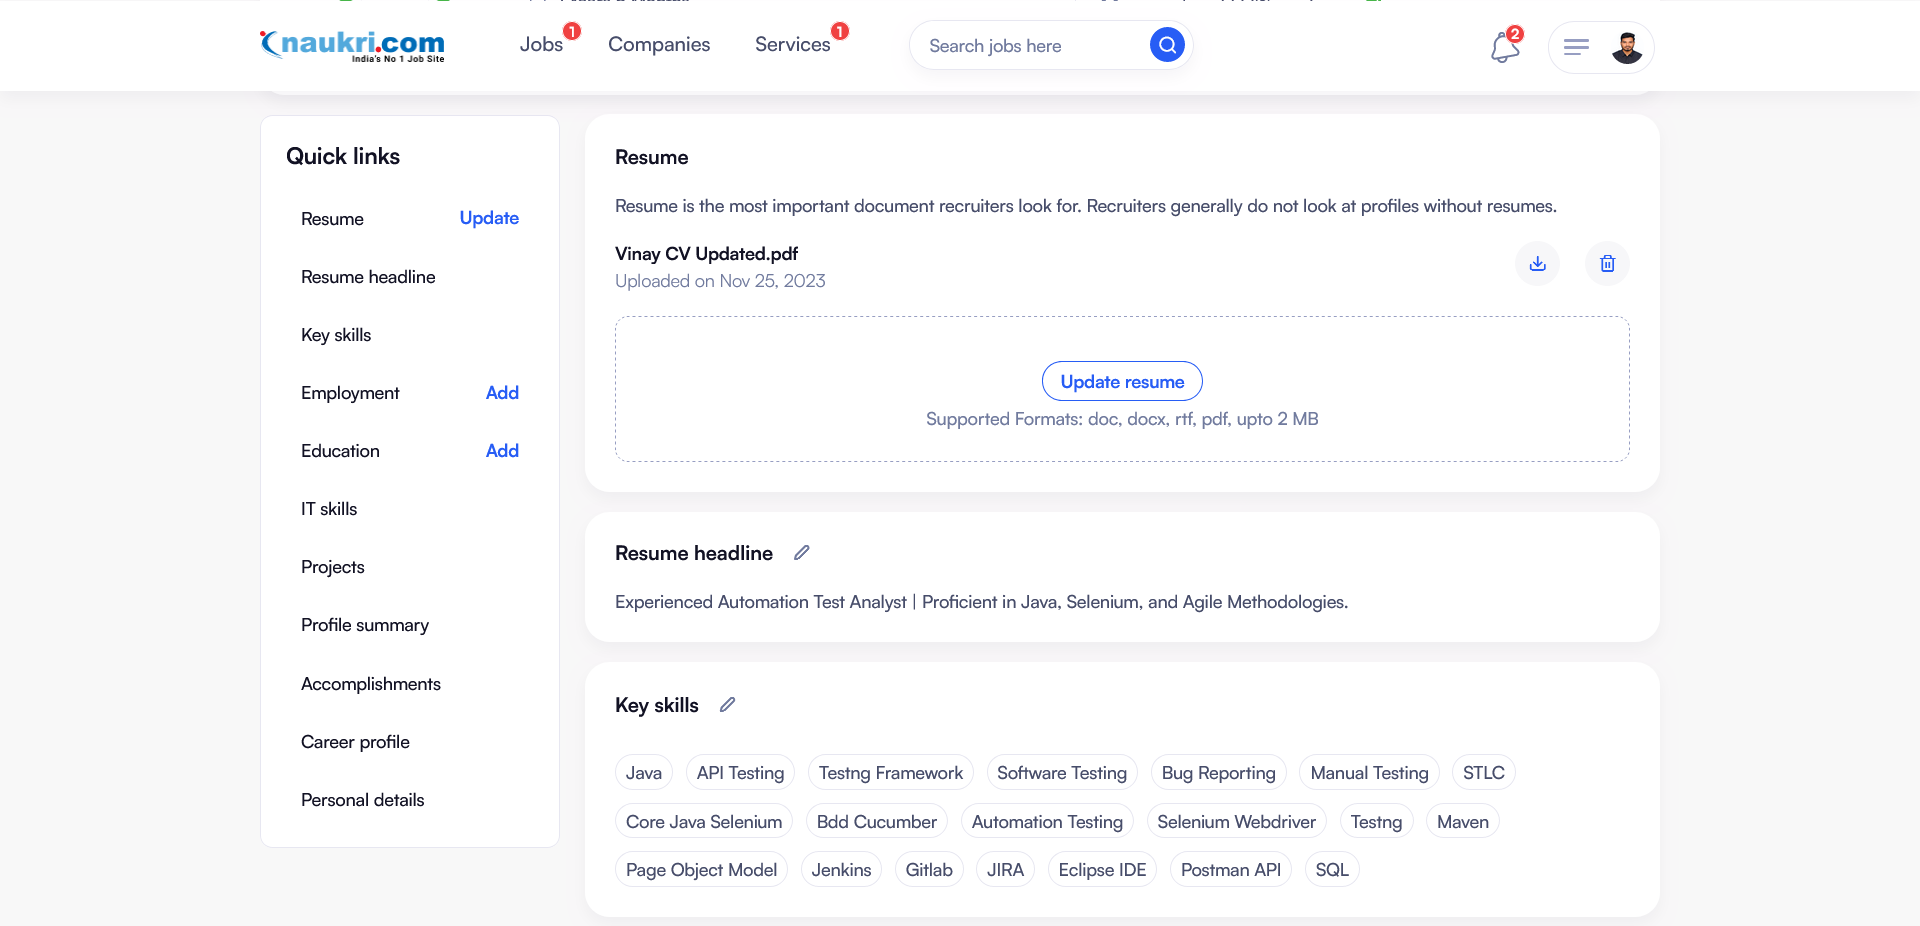 naukri.com
India's No 1 Job Site
Jobs 1
Companies
Services 1
Search jobs here
2
Quick links
Resume Update
Resume headline
Key skills
Employment Add
Education Add
IT skills
Projects
Profile summary
Accomplishments
Career profile
Personal details
Resume
Resume is the most important document recruiters look for. Recruiters generally do not look at profiles without resumes.
Vinay CV Updated.pdf
Uploaded on Nov 25, 2023
Update resume
Supported Formats: doc, docx, rtf, pdf, upto 2 MB
Resume headline
Experienced Automation Test Analyst | Proficient in Java, Selenium, and Agile Methodologies.
Key skills
Java API Testing Testng Framework Software Testing Bug Reporting Manual Testing STLC
Core Java Selenium Bdd Cucumber Automation Testing Selenium Webdriver Testng Maven
Page Object Model Jenkins Gitlab JIRA Eclipse IDE Postman API SQL